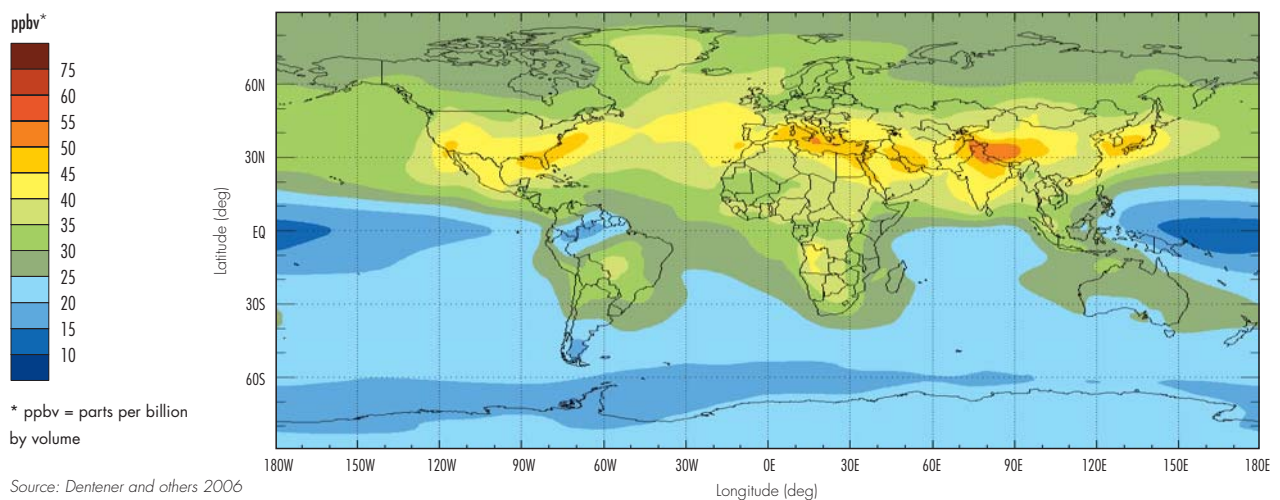 ppbv*
75
60
55
50
45
40
35
30
25
20
15
10
* ppbv = parts per billion
by volume
Source: Dentener and others 2006
Latitude (deg)
60N
30N
EQ
30S
60S
180W 150W 120W 90W 60W 30W 0E 30E 60E 90E 120E 150E 180E
Longitude (deg)